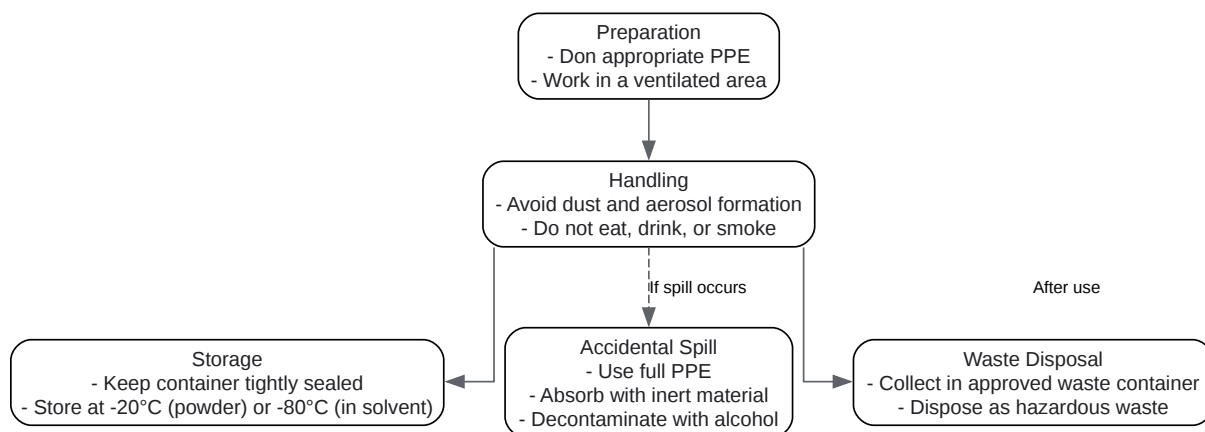 Preparation
- Don appropriate PPE
- Work in a ventilated area
Handling
- Avoid dust and aerosol formation
- Do not eat, drink, or smoke
If spill occurs
After use
Storage
- Keep container tightly sealed
- Store at -20°C (powder) or -80°C (in solvent)
Accidental Spill
- Use full PPE
- Absorb with inert material
- Decontaminate with alcohol
Waste Disposal
- Collect in approved waste container
- Dispose as hazardous waste